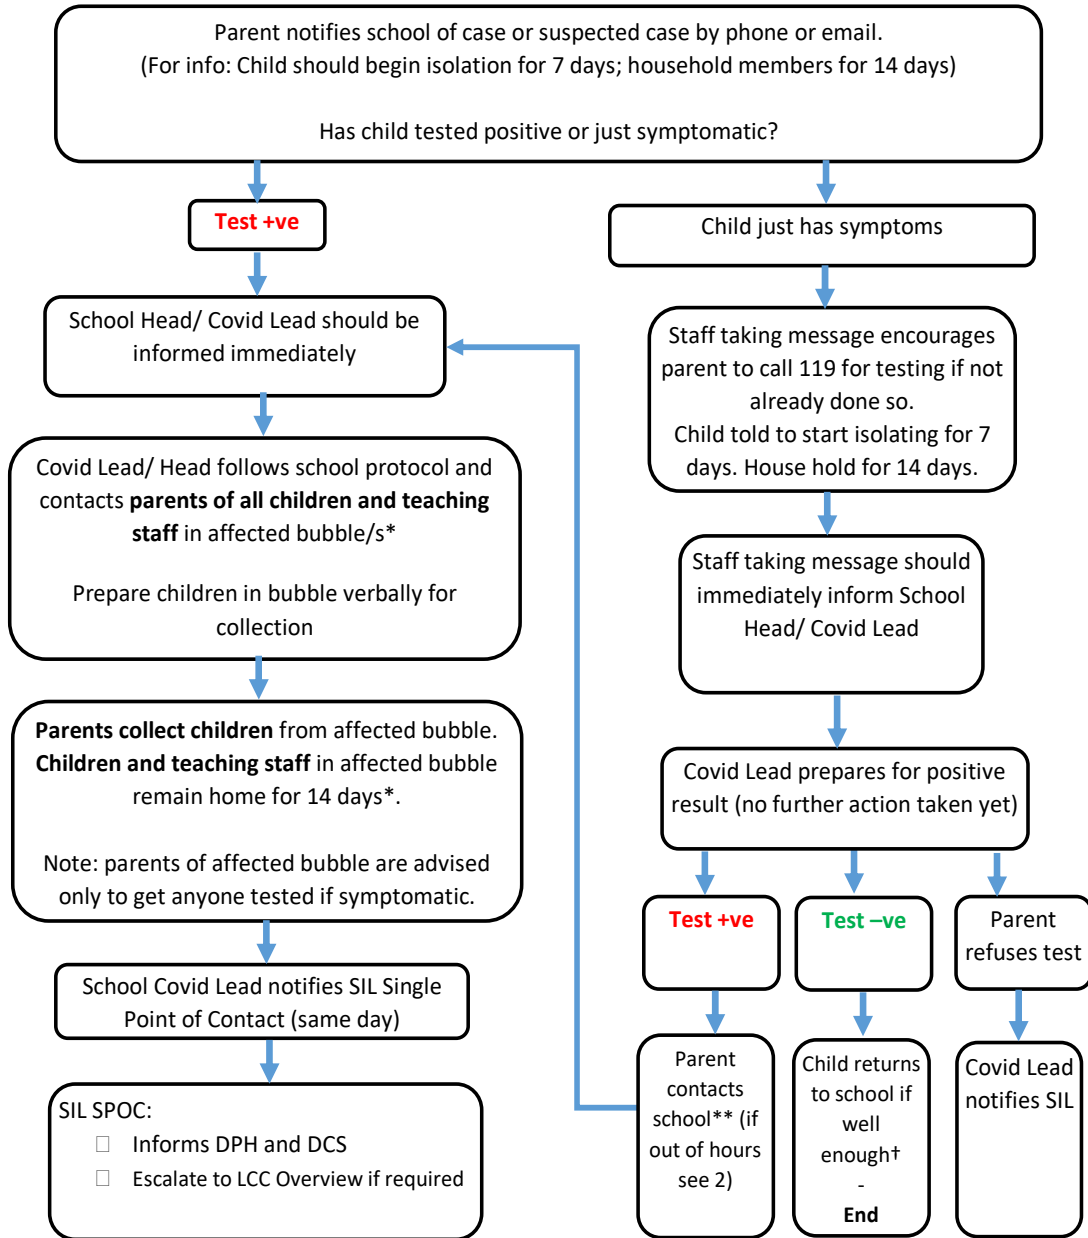 Parent notifies school of case or suspected case by phone or email.
(For info: Child should begin isolation for 7 days; household members for 14 days)
Has child tested positive or just symptomatic?
Test +ve
School Head/ Covid Lead should be
informed immediately
Covid Lead/ Head follows school protocol and
contacts parents of all children and teaching
staff in affected bubble/s*
Prepare children in bubble verbally for
collection
Parents collect children from affected bubble.
Children and teaching staff in affected bubble
remain home for 14 days*.
Note: parents of affected bubble are advised
only to get anyone tested if symptomatic.
School Covid Lead notifies SIL Single
Point of Contact (same day)
SIL SPOC:
Informs DPH and DCS
Escalate to LCC Overview if required
Child just has symptoms
Staff taking message encourages
parent to call 119 for testing if not
already done so.
Child told to start isolating for 7
days. House hold for 14 days.
Staff taking message should
immediately inform School
Head/ Covid Lead
Covid Lead prepares for positive
result (no further action taken yet)
Test +ve
Parent
contacts
school** (if
out of hours
see 2)
Test –ve
Child returns
to school if
well
enough†
-
End
Parent
refuses test
Covid Lead
notifies SIL